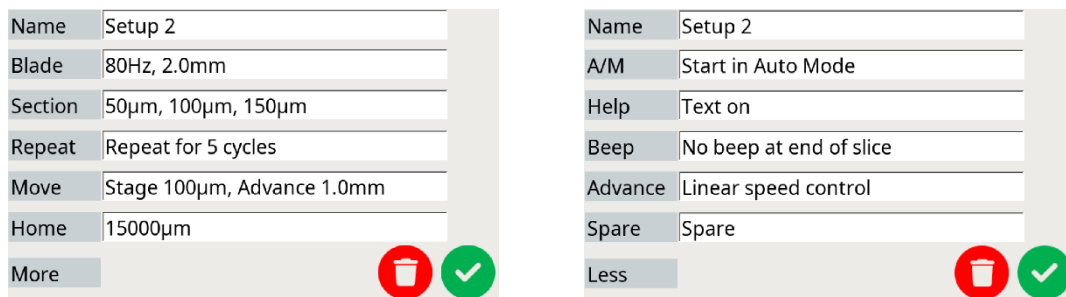 Name Setup 2
Blade 80Hz, 2.0mm
Section 50µm, 100µm, 150µm
Repeat Repeat for 5 cycles
Move Stage 100µm, Advance 1.0mm
Home 15000µm
More
Name Setup 2
A/M Start in Auto Mode
Help Text on
Beep No beep at end of slice
Advance Linear speed control
Spare Spare
Less